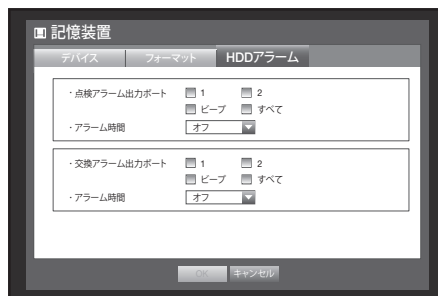 記憶装置
デバイス フォーマット HDDアラーム
・点検アラーム出力ポート 1 2
ビープ すべて
・アラーム時間 オフ
・交換アラーム出力ポート 1 2
ビープ すべて
・アラーム時間 オフ
OK キャンセル